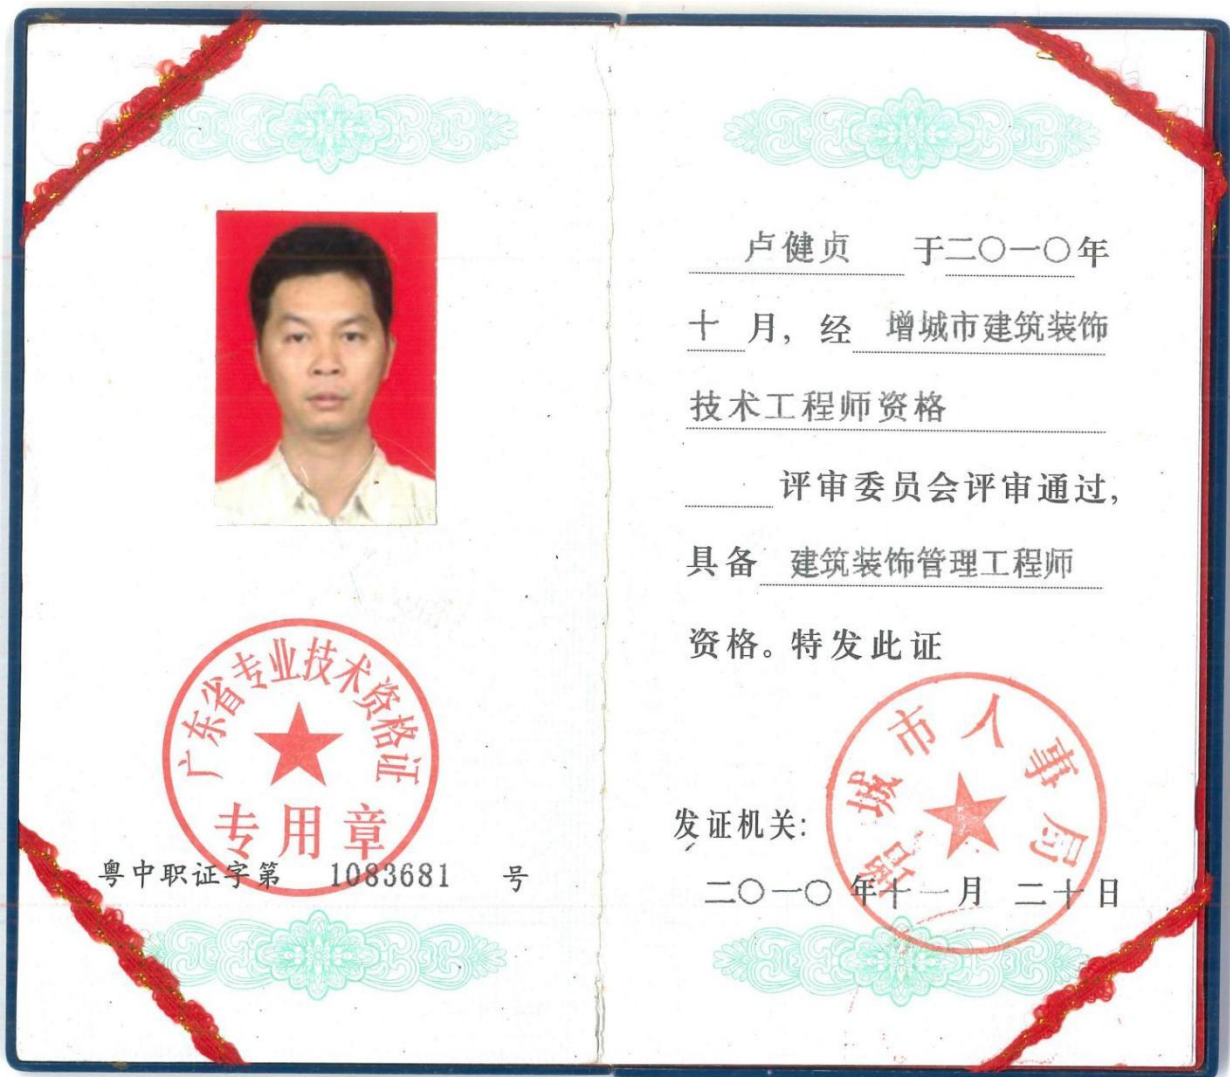 广东省专业技术资格证
专用章
粤中职证字第 1083681 号
卢健贞 于二〇一〇年
十月，经 增城市建筑装饰
技术工程师资格
评审委员会评审通过，
具备 建筑装饰管理工程师
资格。特发此证
增城市人事局
发证机关：
二〇一〇年十一月二十日